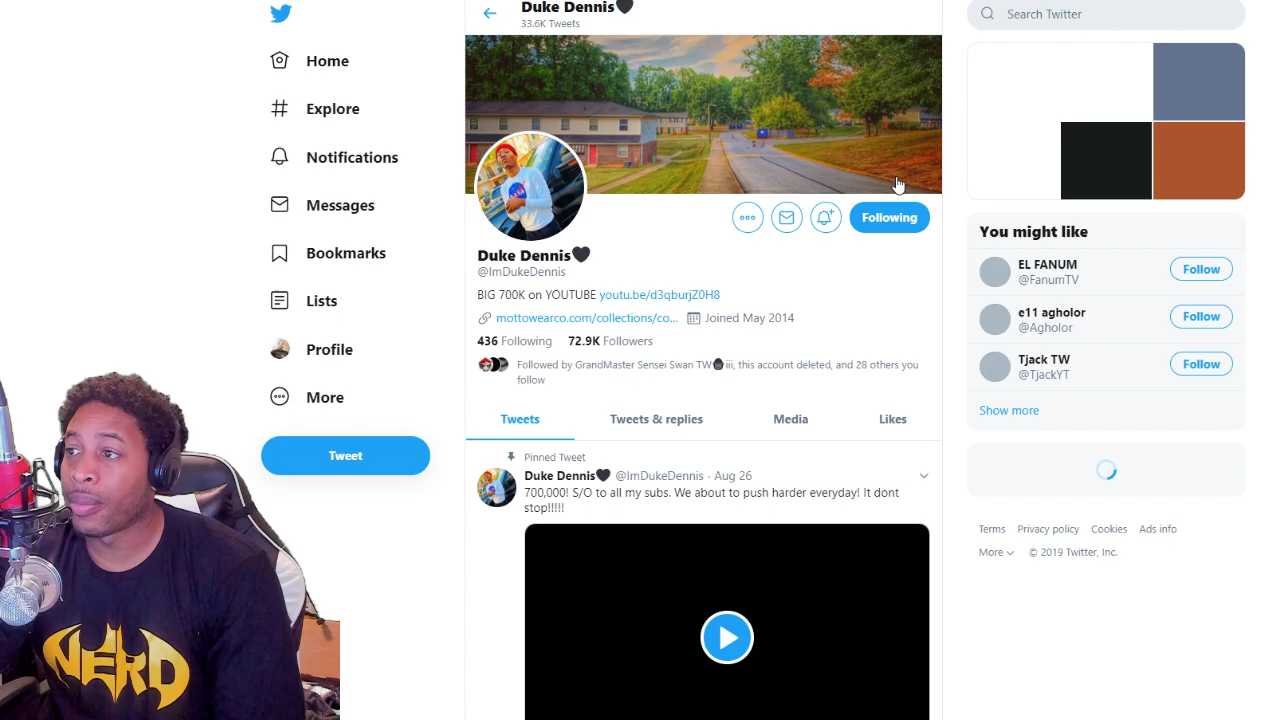 Home
Explore
Notifications
Messages
Bookmarks
Lists
Profile
More
Tweet
Duke Dennis🖤
33.6K Tweets
Following
Duke Dennis🖤
@ImDukeDennis
BIG 700K on YOUTUBE youtu.be/d3qburjZ0H8
mottowearco.com/collections/co... Joined May 2014
436 Following 72.9K Followers
Followed by GrandMaster Sensei Swan TW iii, this account deleted, and 28 others you
follow
Tweets Tweets & replies Media Likes
Pinned Tweet
Duke Dennis🖤 @ImDukeDennis · Aug 26
700,000! S/O to all my subs. We about to push harder everyday! It dont
stop!!!!!
Search Twitter
You might like
EL FANUM
@FanumTV
Follow
e11 agholor
@Agholor
Follow
Tjack TW
@TjackYT
Follow
Show more
Terms Privacy policy Cookies Ads info
More © 2019 Twitter, Inc.
NERD